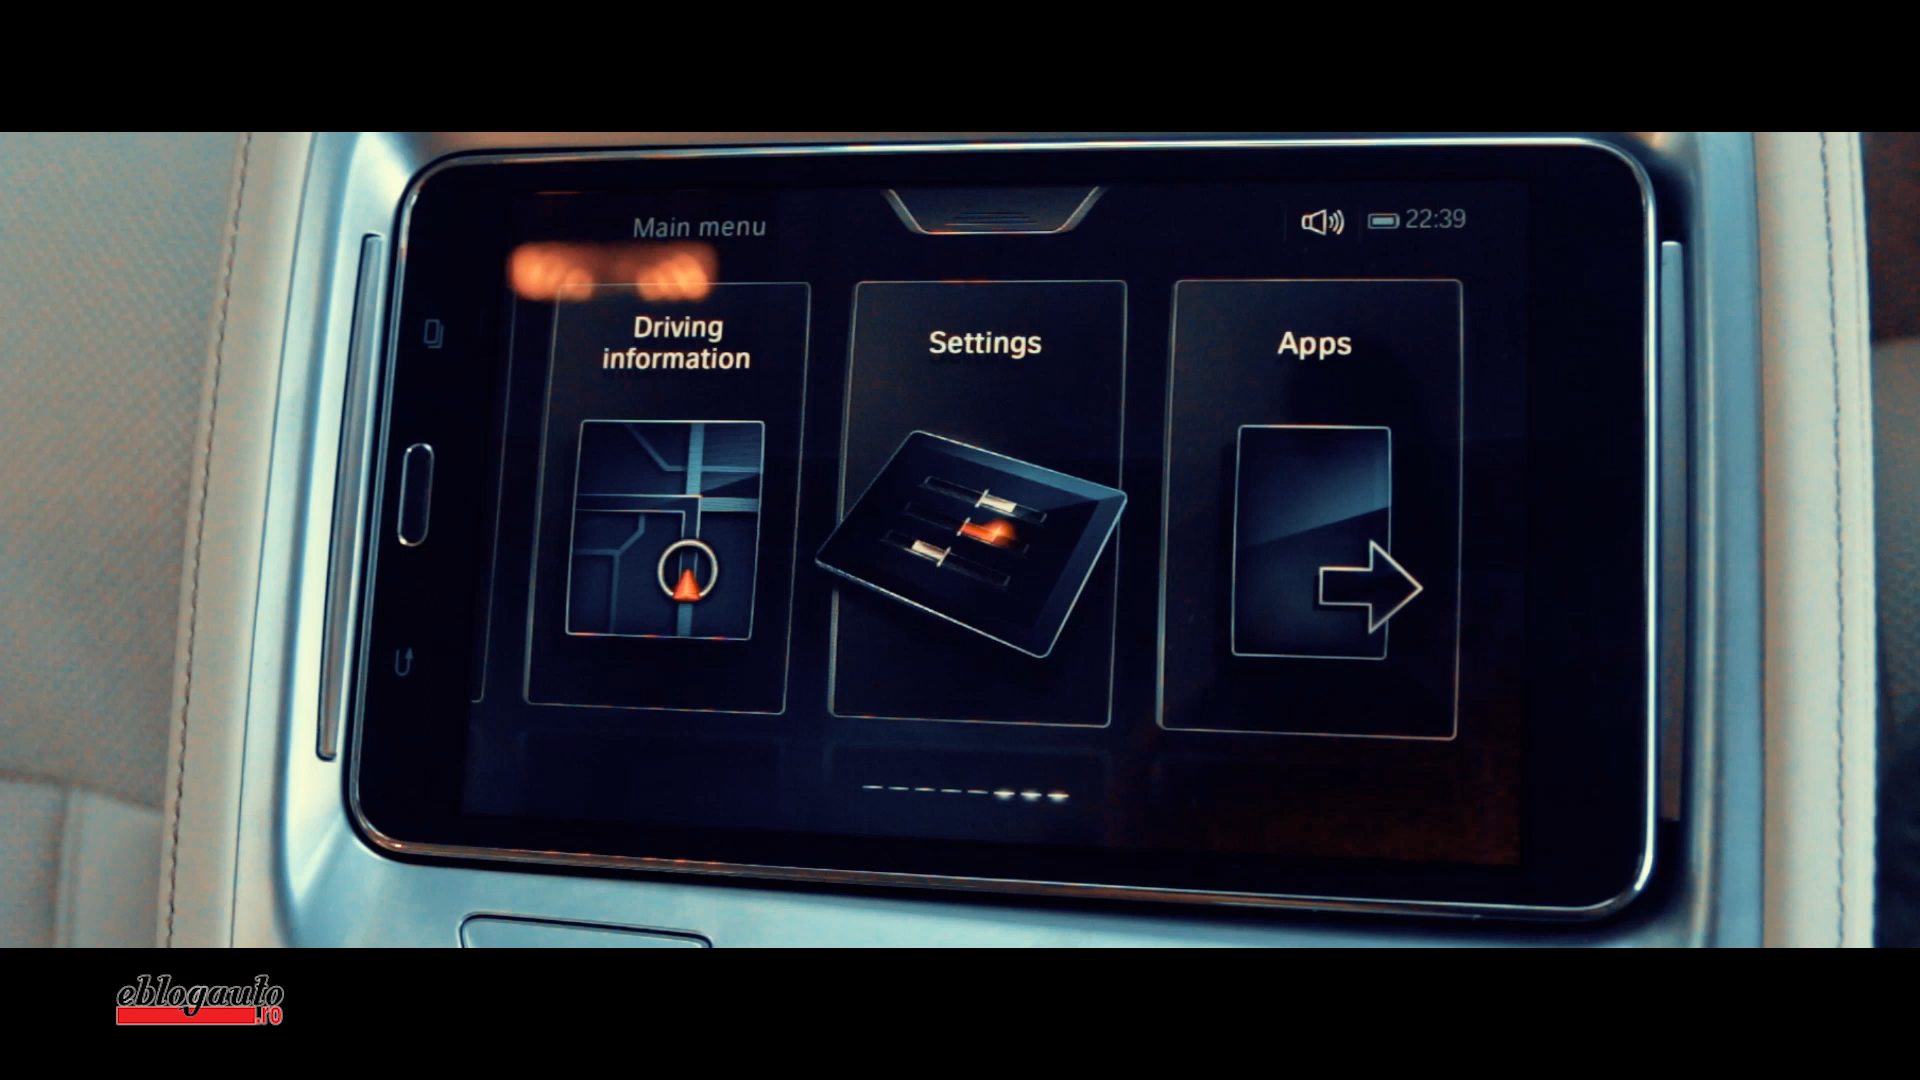 Main menu
22:39
Driving
information
Settings
Apps
eblogauto
.ro